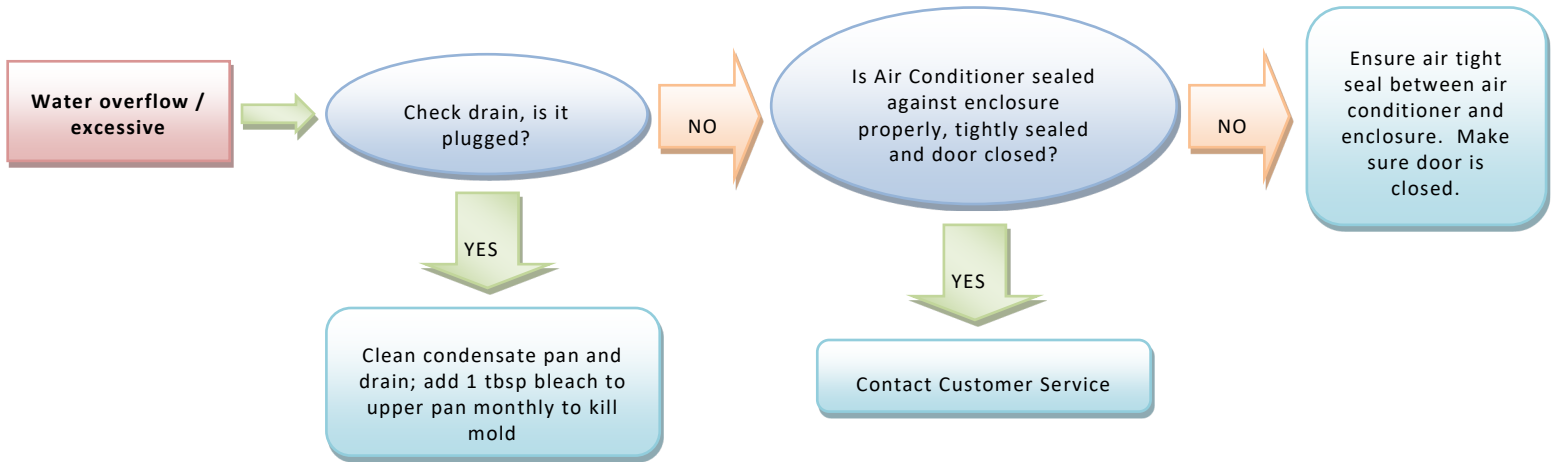 Water overflow /
excessive
Check drain, is it
plugged?
NO
Is Air Conditioner sealed
against enclosure
properly, tightly sealed
and door closed?
NO
Ensure air tight
seal between air
conditioner and
enclosure. Make
sure door is
closed.
YES
Clean condensate pan and
drain; add 1 tbsp bleach to
upper pan monthly to kill
mold
YES
Contact Customer Service